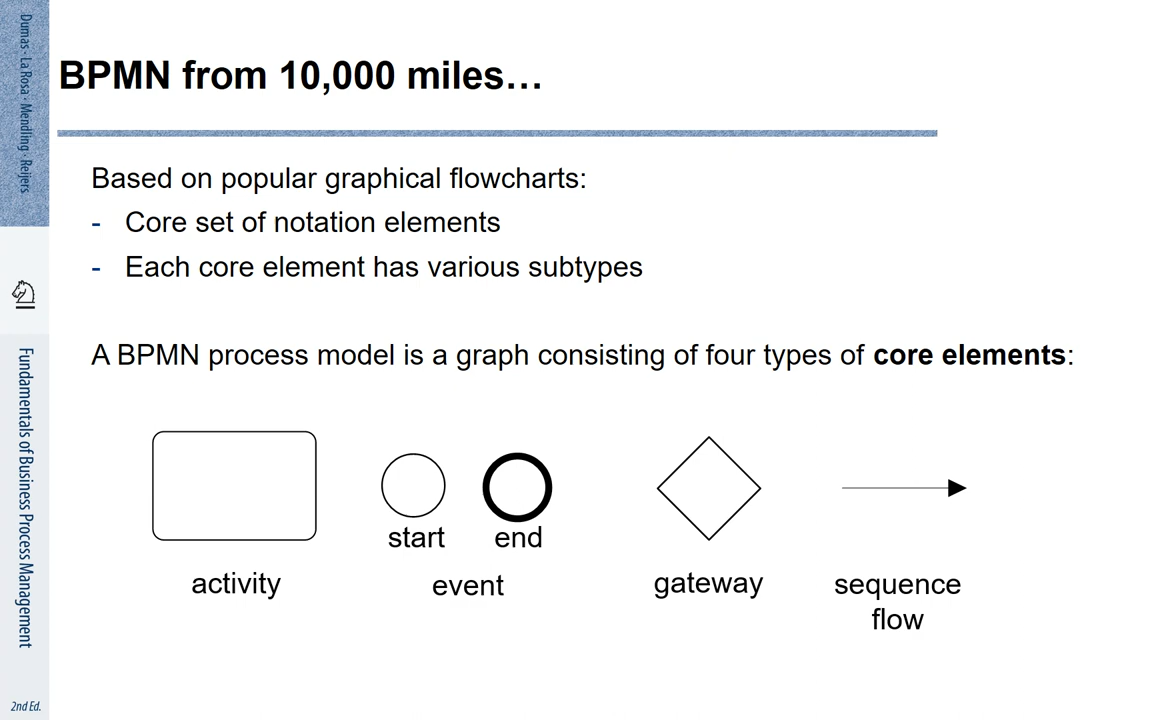 Dumas · La Rosa · Mendling · Reijers
Fundamentals of Business Process Management
2nd Ed.
BPMN from 10,000 miles…
Based on popular graphical flowcharts:
- Core set of notation elements
- Each core element has various subtypes
A BPMN process model is a graph consisting of four types of core elements:
start end
activity event gateway sequence
flow